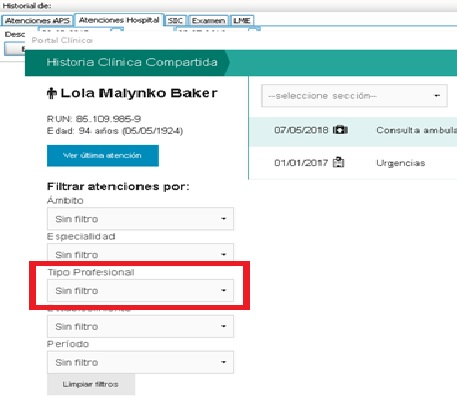 Historial de:
Atenciones APS Atenciones Hospital SIC Examen LME
Portal Clínico
Historia Clínica Compartida
Lola Malynko Baker
--seleccione sección--
RUN: 85.109.985-9
Edad: 94 años (05/05/1924)
07/05/2018 Consulta ambula
Ver última atención
01/01/2017 Urgencias
Filtrar atenciones por:
Ámbito
Sin filtro
Especialidad
Sin filtro
Tipo Profesional
Sin filtro
Establecimiento
Sin filtro
Período
Sin filtro
Limpiar filtros